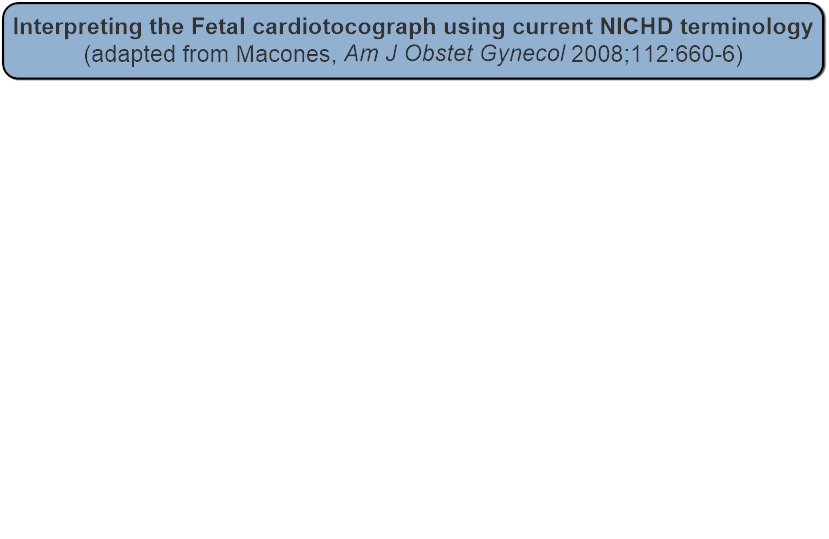 Interpreting the Fetal cardiotocograph using current NICHD terminology
(adapted from Macones, Am J Obstet Gynecol 2008;112:660-6)